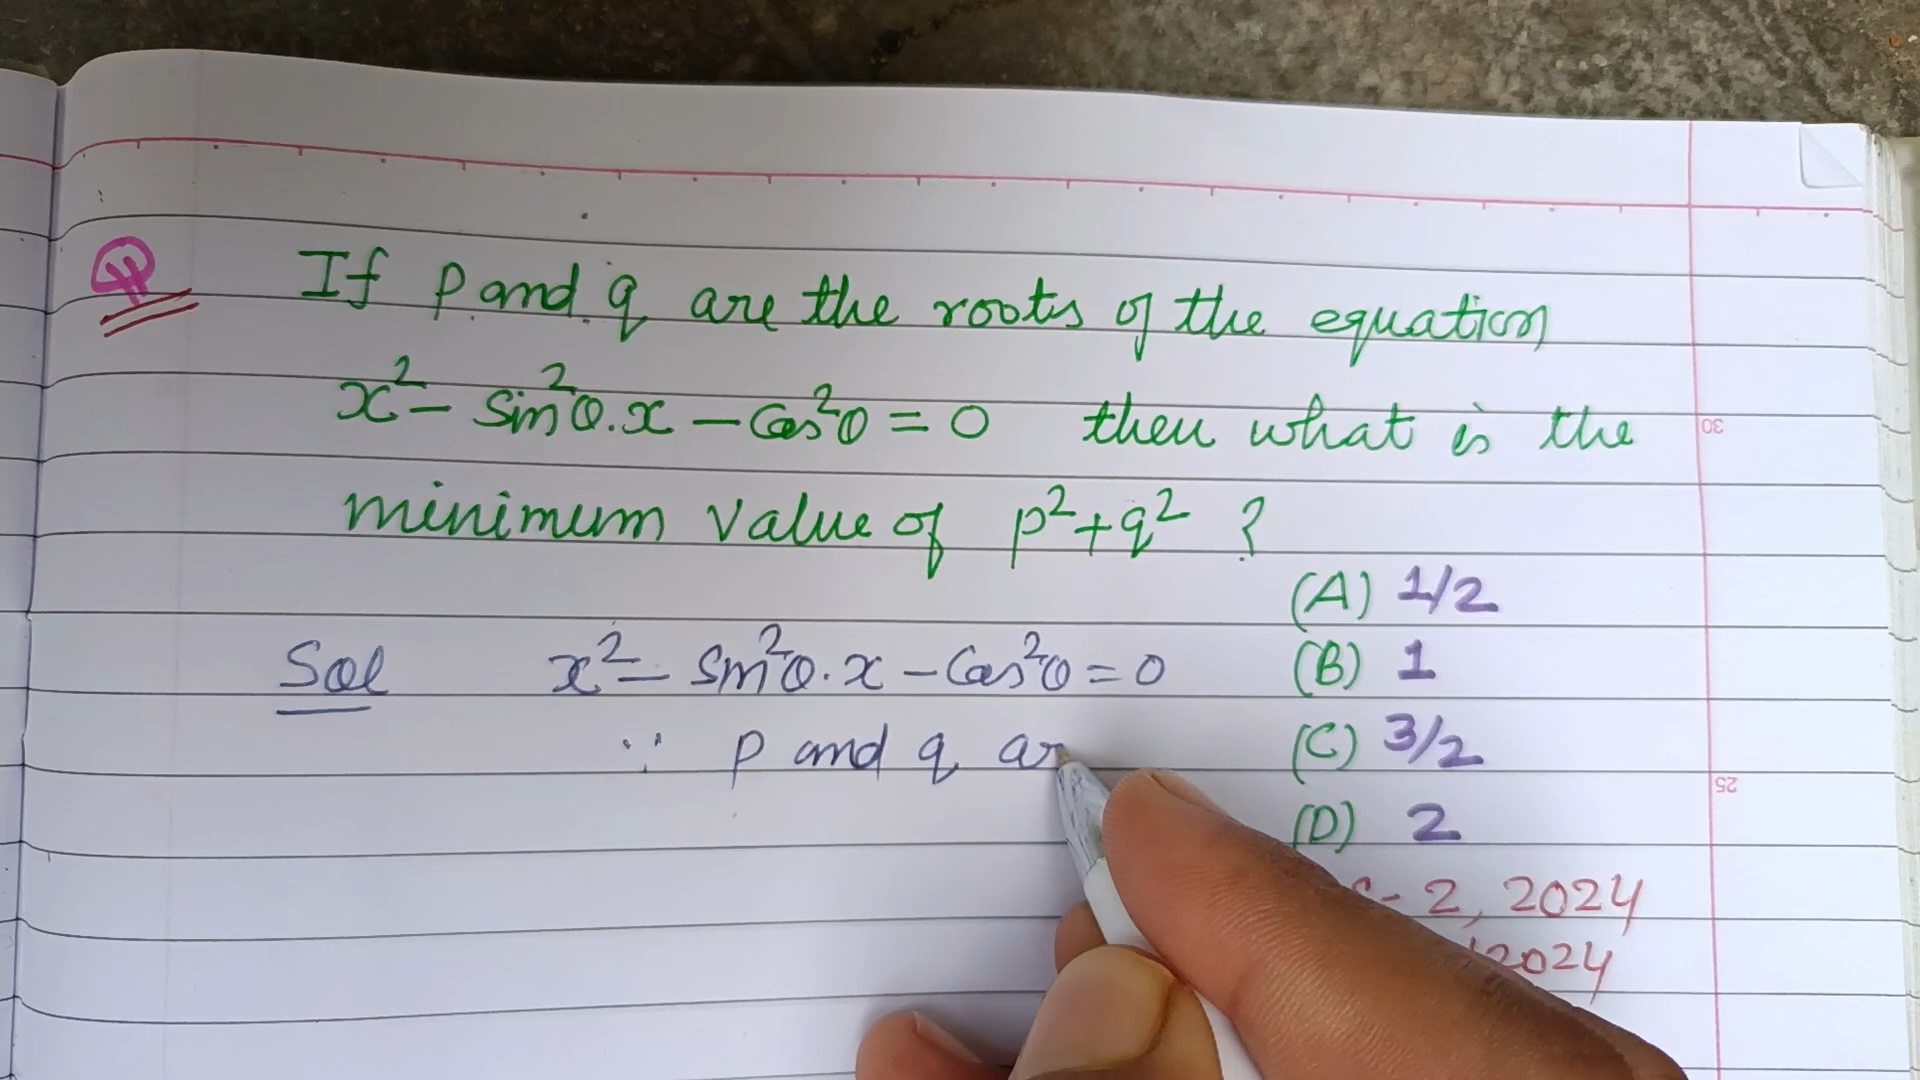 Q If p and q are the roots of the equation
x² - sin²θ.x - Cos²θ = 0 then what is the
minimum value of p²+q² ?
(A) 1/2
Sol x² - Sin²θ.x - Cos²θ = 0
(B) 1
∵ p and q ar
(C) 3/2
(D) 2
- 2, 2024
2024
30
25